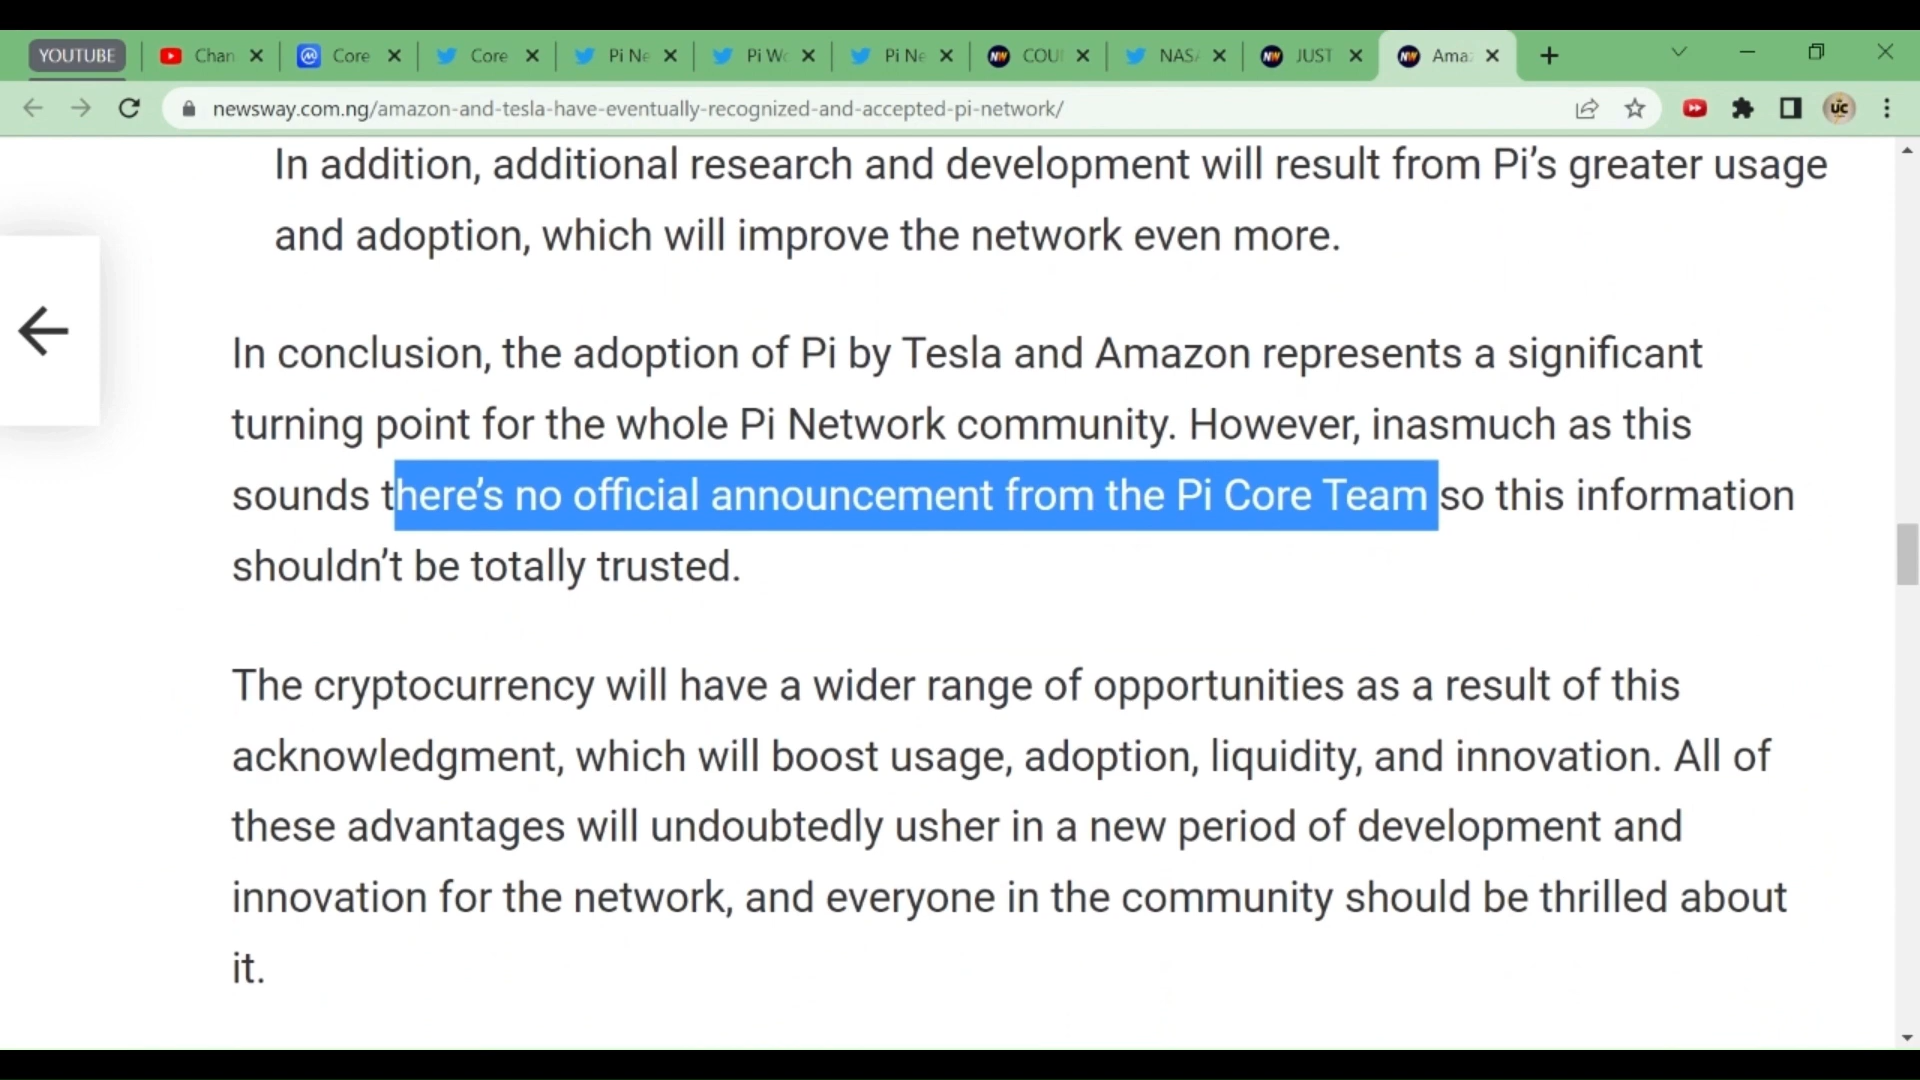 YOUTUBE Chan Core Core Pi Ne Pi W Pi Ne COU NAS JUST Ama
newsway.com.ng/amazon-and-tesla-have-eventually-recognized-and-accepted-pi-network/
In addition, additional research and development will result from Pi’s greater usage
and adoption, which will improve the network even more.
In conclusion, the adoption of Pi by Tesla and Amazon represents a significant
turning point for the whole Pi Network community. However, inasmuch as this
sounds there’s no official announcement from the Pi Core Team so this information
shouldn’t be totally trusted.
The cryptocurrency will have a wider range of opportunities as a result of this
acknowledgment, which will boost usage, adoption, liquidity, and innovation. All of
these advantages will undoubtedly usher in a new period of development and
innovation for the network, and everyone in the community should be thrilled about
it.